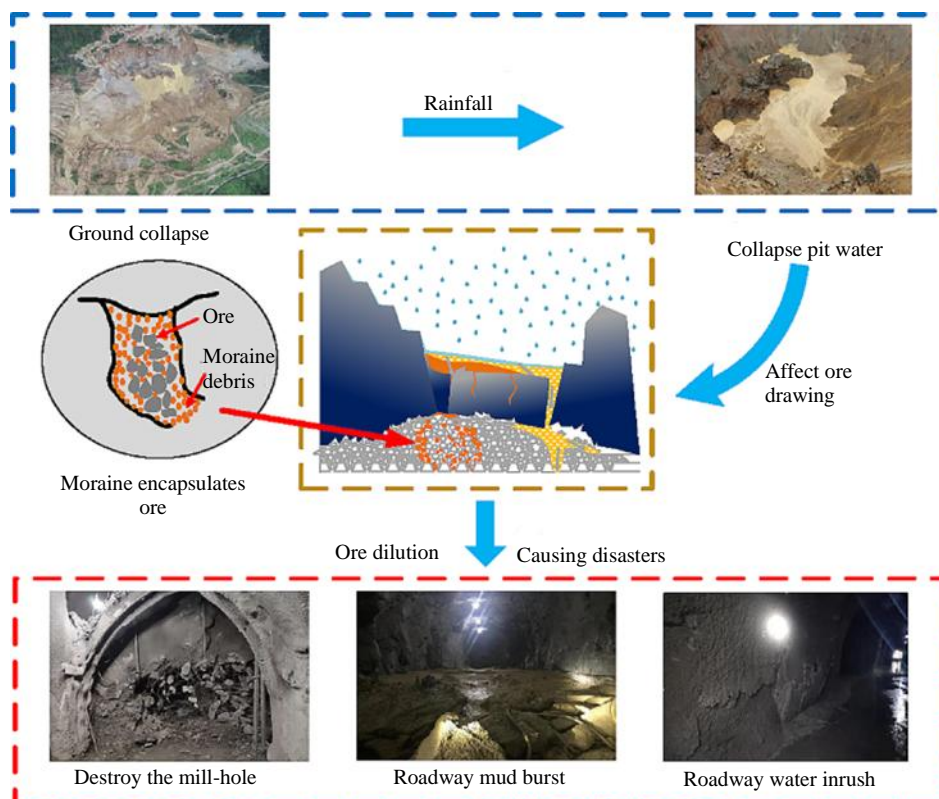 Rainfall
Ground collapse
Collapse pit water
Ore
Moraine
debris
Affect ore
drawing
Moraine encapsulates
ore
Ore dilution
Causing disasters
Destroy the mill-hole
Roadway mud burst
Roadway water inrush